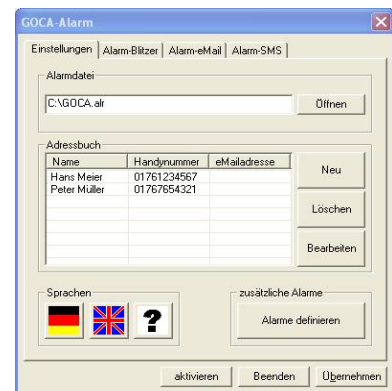 GOCA-Alarm
Einstellungen Alarm-Blitzer Alarm-eMail Alarm-SMS
Alarmdatei
C:\GOCA.alr Öffnen
Adressbuch
Name Handynummer eMailadresse
Hans Meier 01761234567
Peter Müller 01767654321
Neu
Löschen
Bearbeiten
Sprachen
?
zusätzliche Alarme
Alarme definieren
aktivieren Beenden Übernehmen